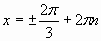 x = ± 2π/3 + 2πn